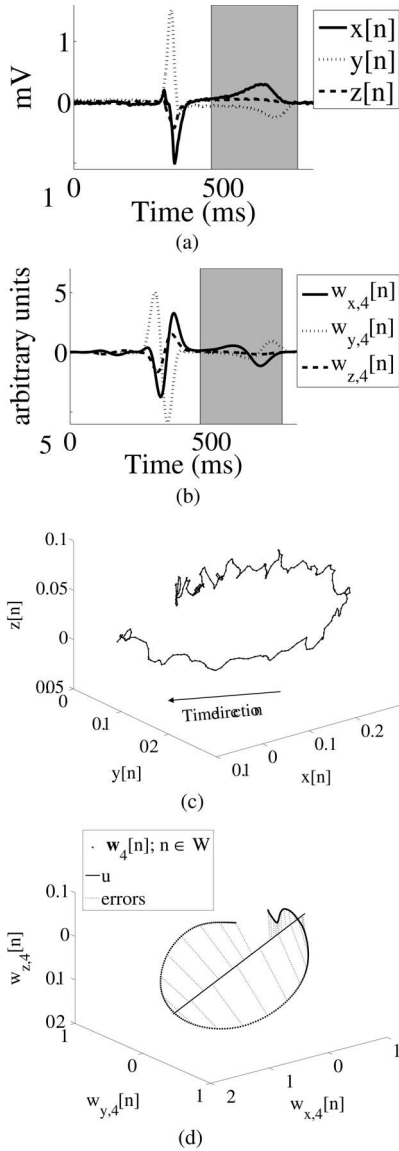 1
mV
0
1
0
500
Time (ms)
x[n]
y[n]
z[n]
(a)
5
arbitrary units
0
5
0
500
Time (ms)
w_x,4[n]
w_y,4[n]
w_z,4[n]
(b)
0.1
0.05
z[n]
0
005
0
0.1
02
y[n]
Time direction
0.1
0
0.1
0.2
x[n]
(c)
w_4[n]; n ∈ W
u
errors
0.1
0
w_z,4[n]
0.1
02
1
0
1
w_y,4[n]
2
1
0
1
w_x,4[n]
(d)